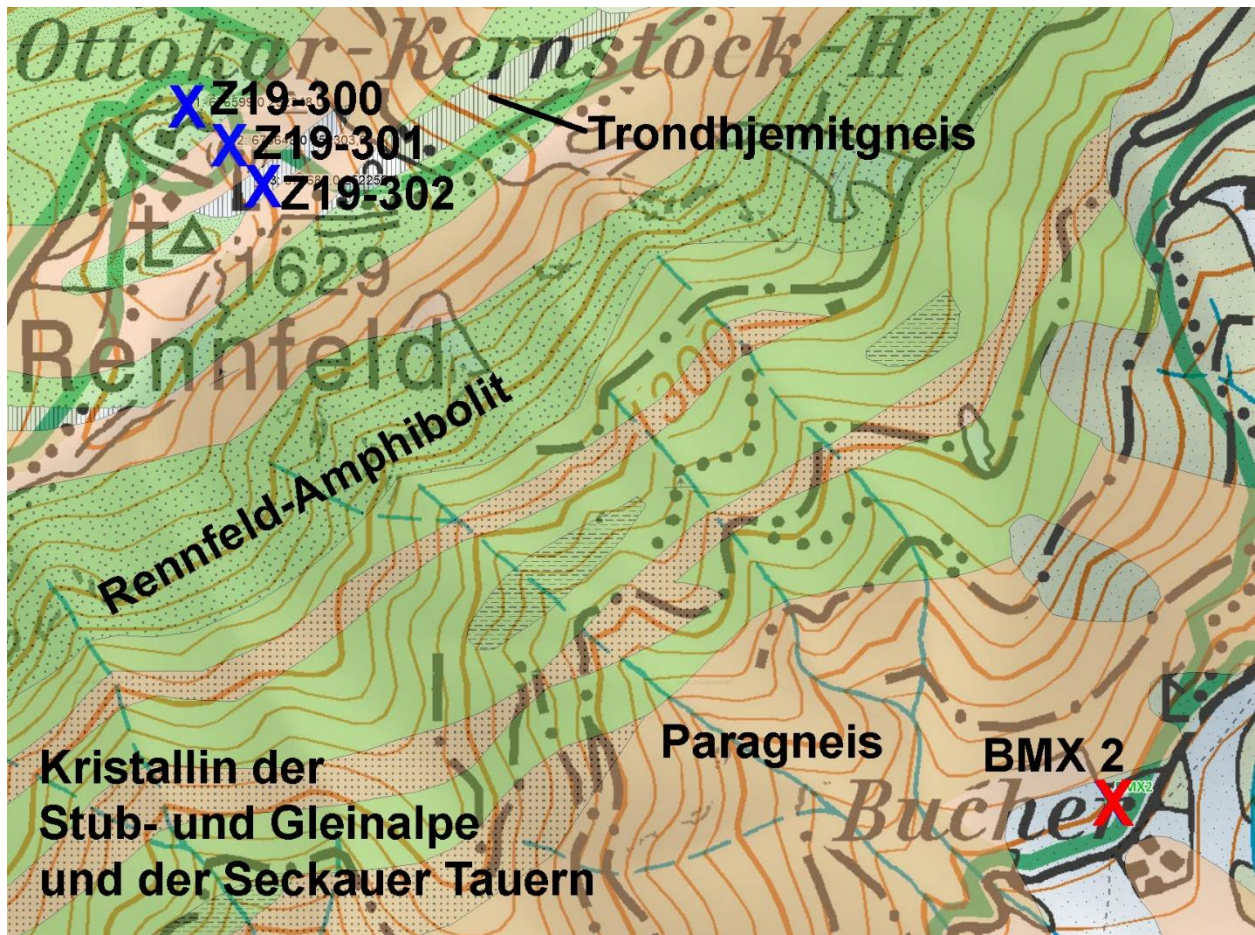 Ottokar-Kernstock-H.
Z19-300
Z19-301
Z19-302
Trondhjemitgneis
1629
Rennfeld
1300
Rennfeld-Amphibolit
Paragneis
BMX 2
BMX2
Bucher
Kristallin der
Stub- und Gleinalpe
und der Seckauer Tauern